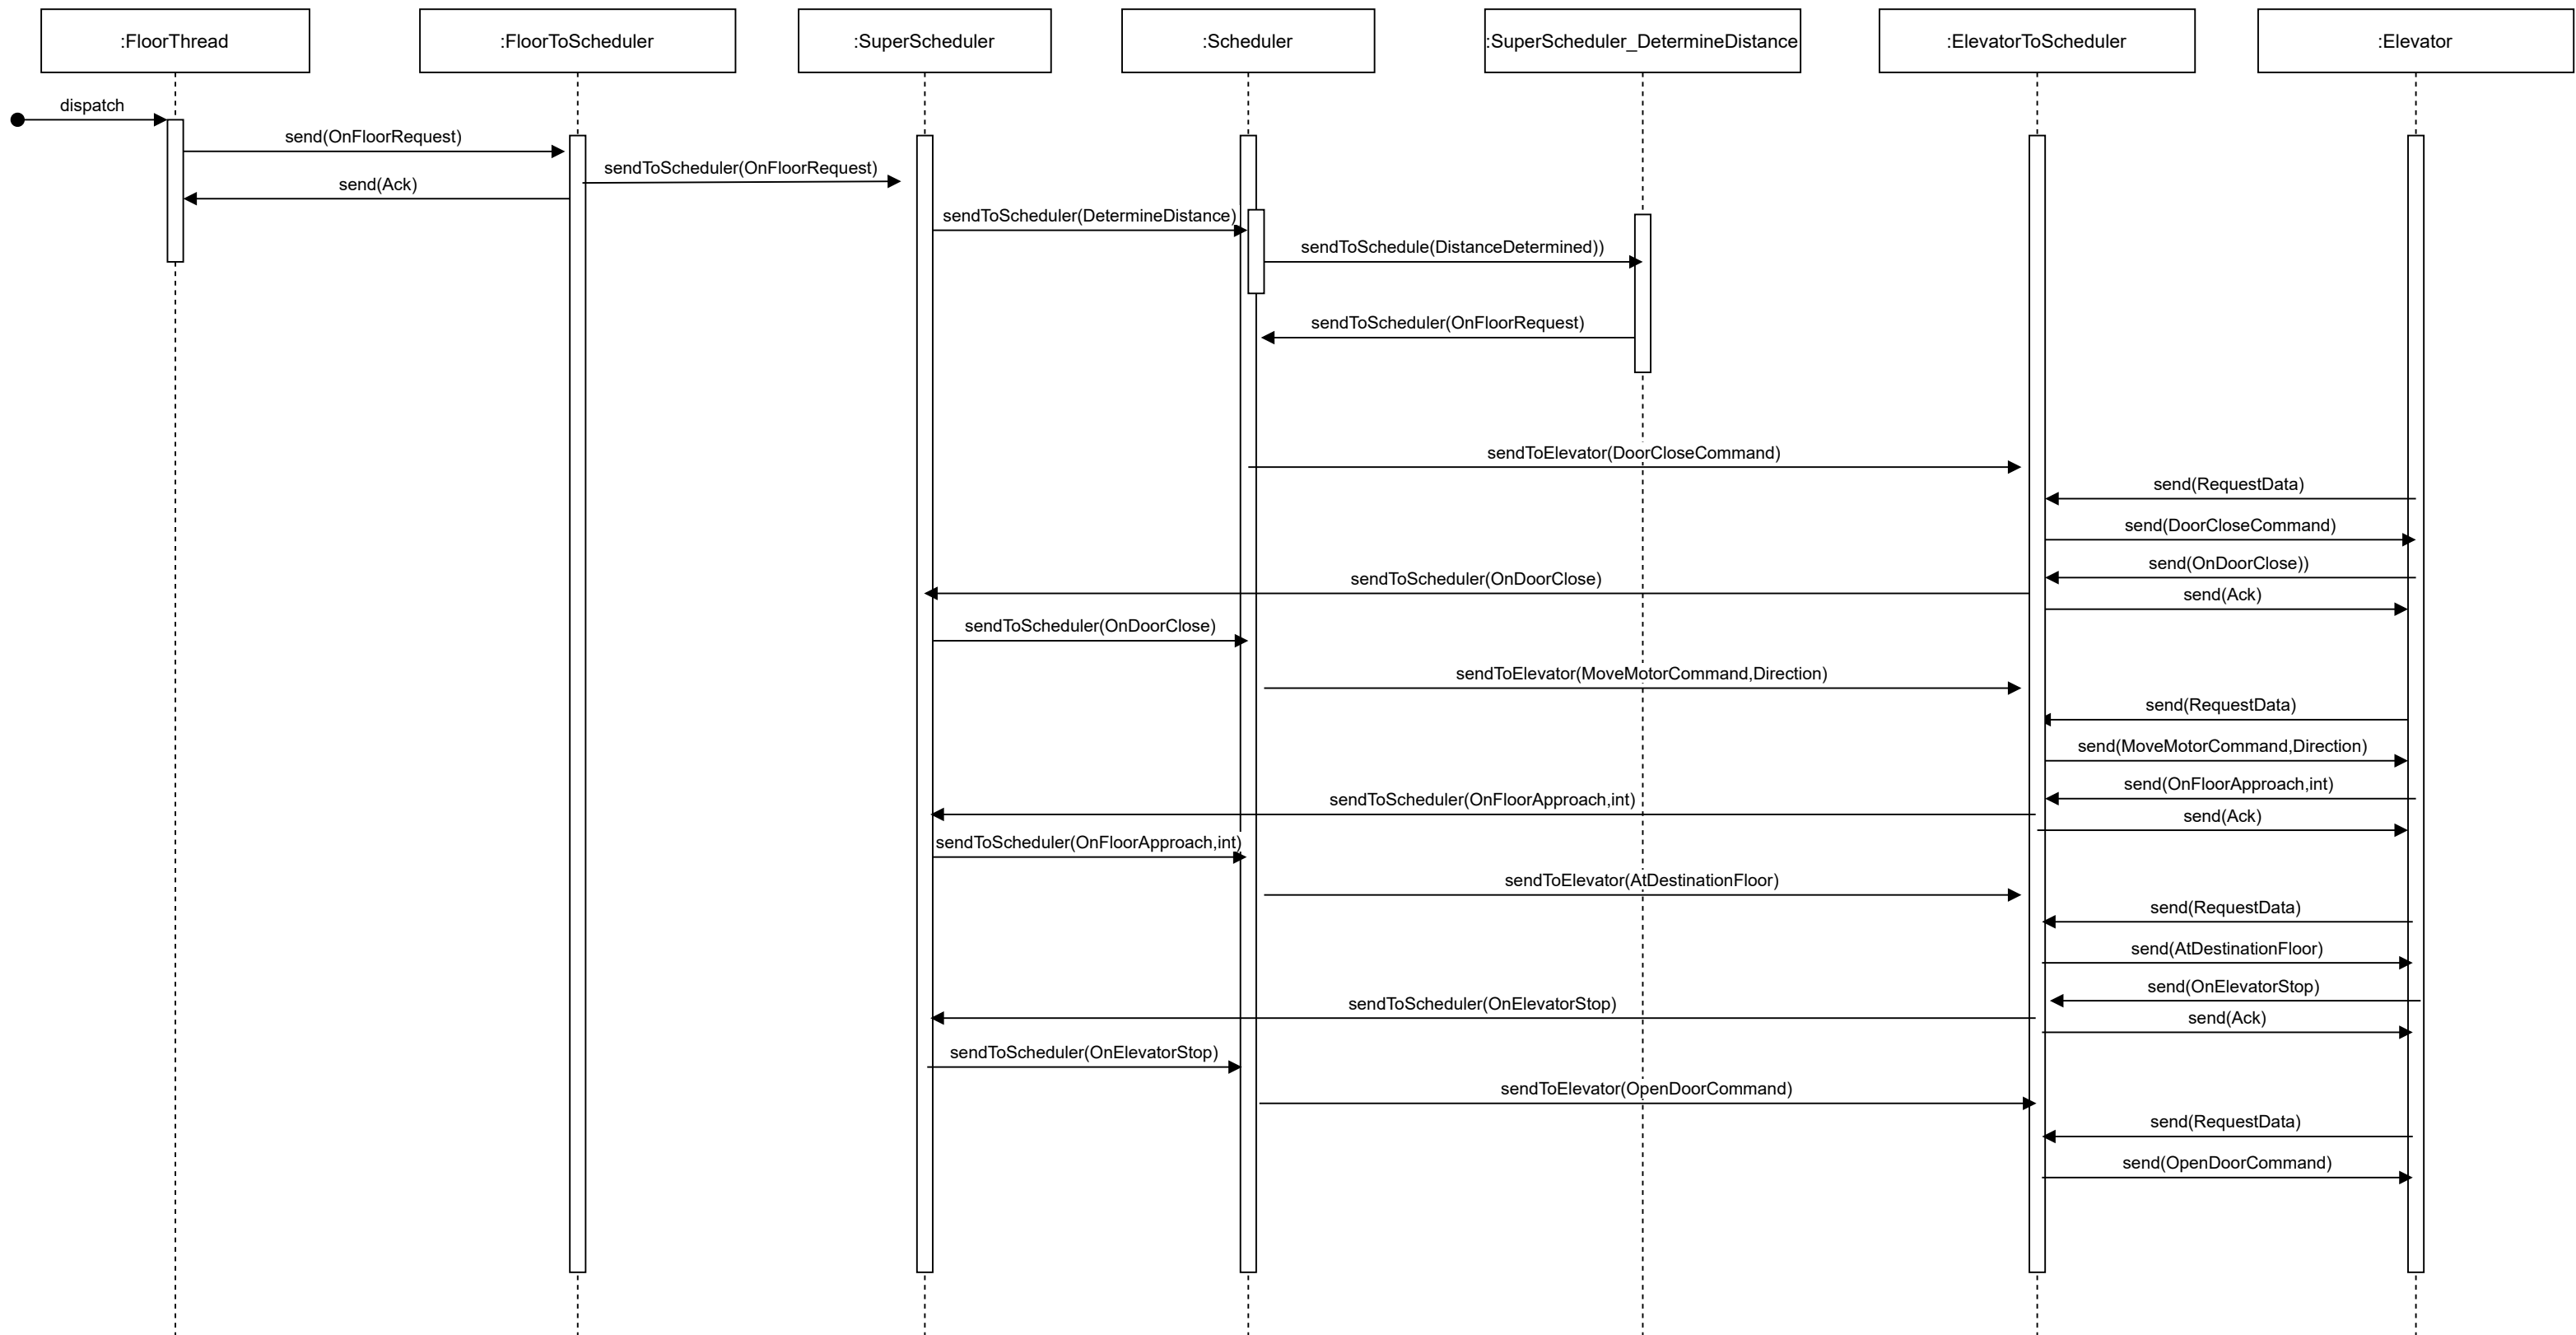 :FloorThread
:FloorToScheduler
:SuperScheduler
:Scheduler
:SuperScheduler_DetermineDistance
:ElevatorToScheduler
:Elevator
dispatch
send(OnFloorRequest)
sendToScheduler(OnFloorRequest)
send(Ack)
sendToScheduler(DetermineDistance)
sendToSchedule(DistanceDetermined))
sendToScheduler(OnFloorRequest)
sendToElevator(DoorCloseCommand)
send(RequestData)
send(DoorCloseCommand)
send(OnDoorClose))
sendToScheduler(OnDoorClose)
send(Ack)
sendToScheduler(OnDoorClose)
sendToElevator(MoveMotorCommand,Direction)
send(RequestData)
send(MoveMotorCommand,Direction)
send(OnFloorApproach,int)
sendToScheduler(OnFloorApproach,int)
send(Ack)
sendToScheduler(OnFloorApproach,int)
sendToElevator(AtDestinationFloor)
send(RequestData)
send(AtDestinationFloor)
send(OnElevatorStop)
sendToScheduler(OnElevatorStop)
send(Ack)
sendToScheduler(OnElevatorStop)
sendToElevator(OpenDoorCommand)
send(RequestData)
send(OpenDoorCommand)